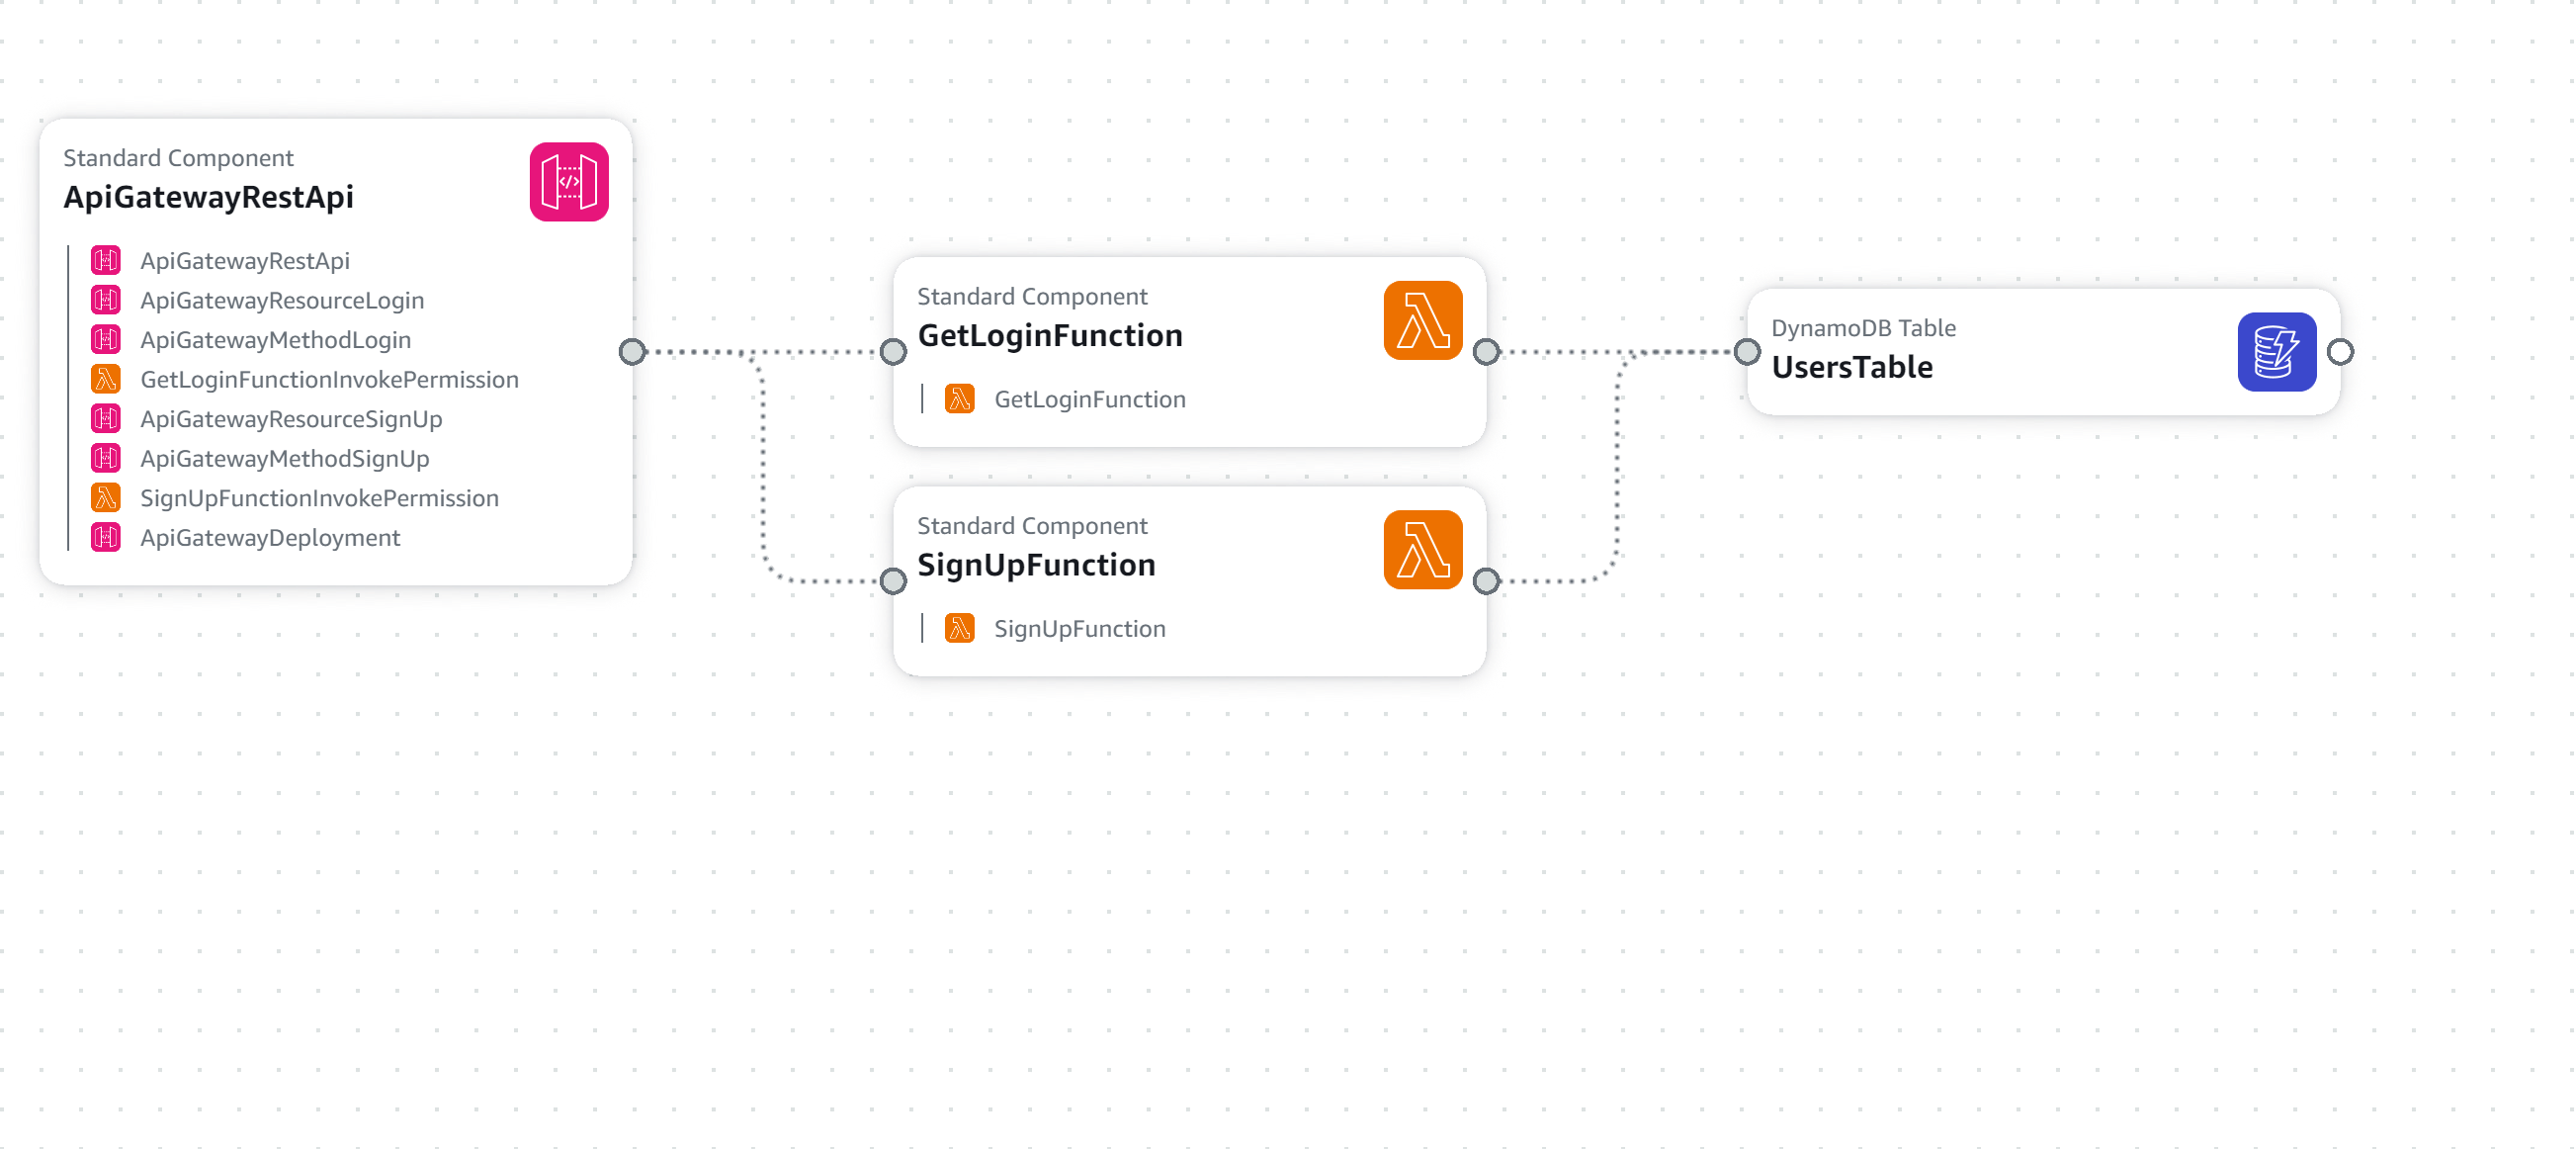 Standard Component
ApiGatewayRestApi
ApiGatewayRestApi
ApiGatewayResourceLogin
ApiGatewayMethodLogin
GetLoginFunctionInvokePermission
ApiGatewayResourceSignUp
ApiGatewayMethodSignUp
SignUpFunctionInvokePermission
ApiGatewayDeployment
Standard Component
GetLoginFunction
GetLoginFunction
Standard Component
SignUpFunction
SignUpFunction
DynamoDB Table
UsersTable